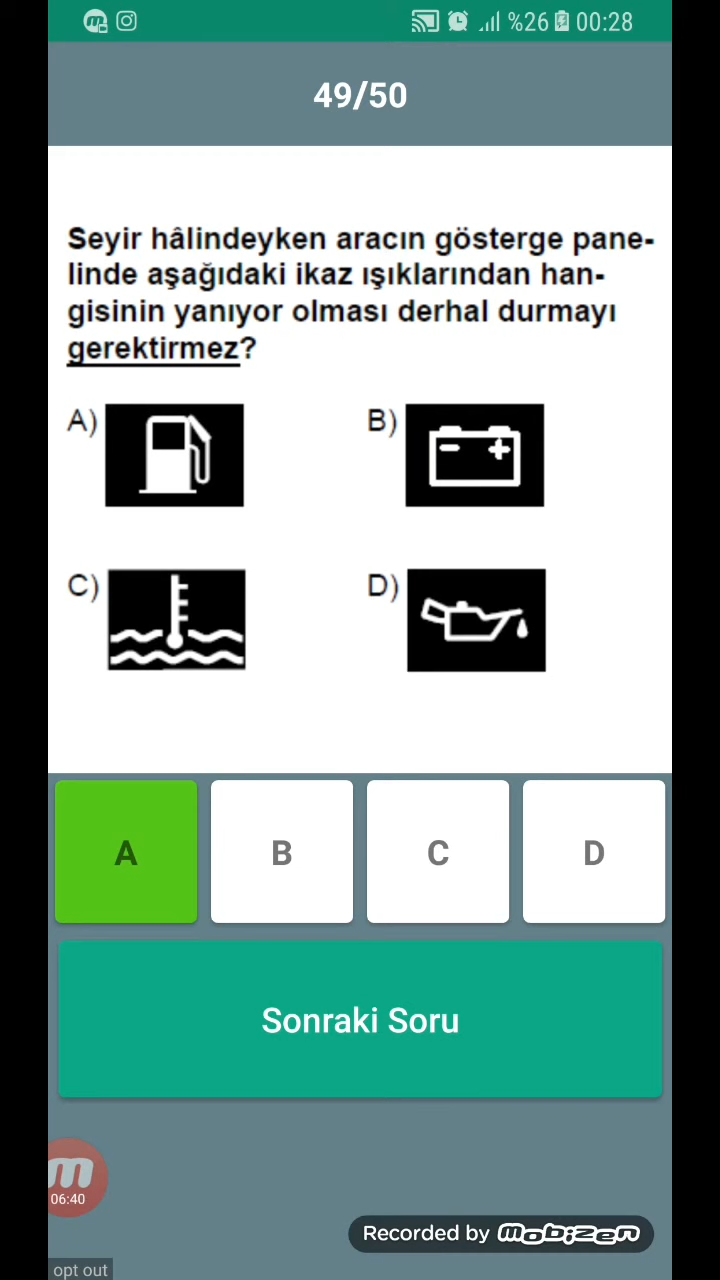 %26 00:28
49/50
Seyir hâlindeyken aracın gösterge pane-
linde aşağıdaki ikaz ışıklarından han-
gisinin yanıyor olması derhal durmayı
gerektirmez?
A) B)
C) D)
A B C D
Sonraki Soru
06:40
Recorded by mobizen
opt out